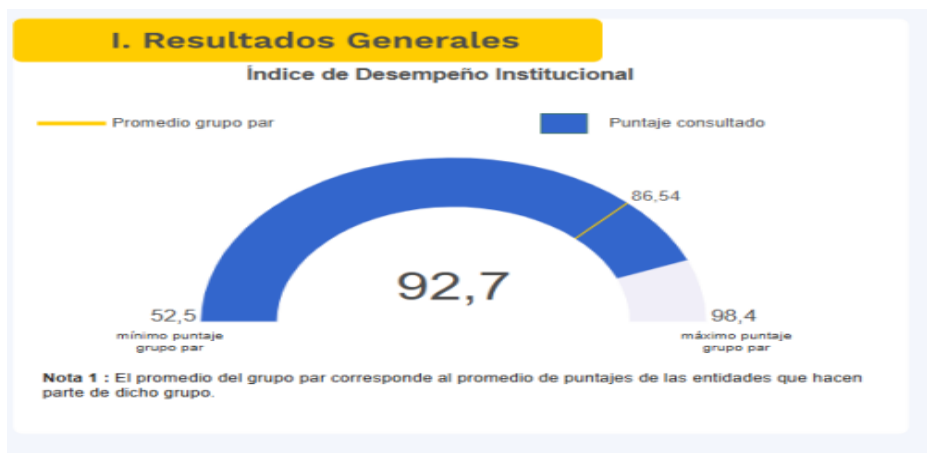 I. Resultados Generales
Índice de Desempeño Institucional
Promedio grupo par
Puntaje consultado
86,54
92,7
52,5
mínimo puntaje
grupo par
98,4
máximo puntaje
grupo par
Nota 1 : El promedio del grupo par corresponde al promedio de puntajes de las entidades que hacen
parte de dicho grupo.